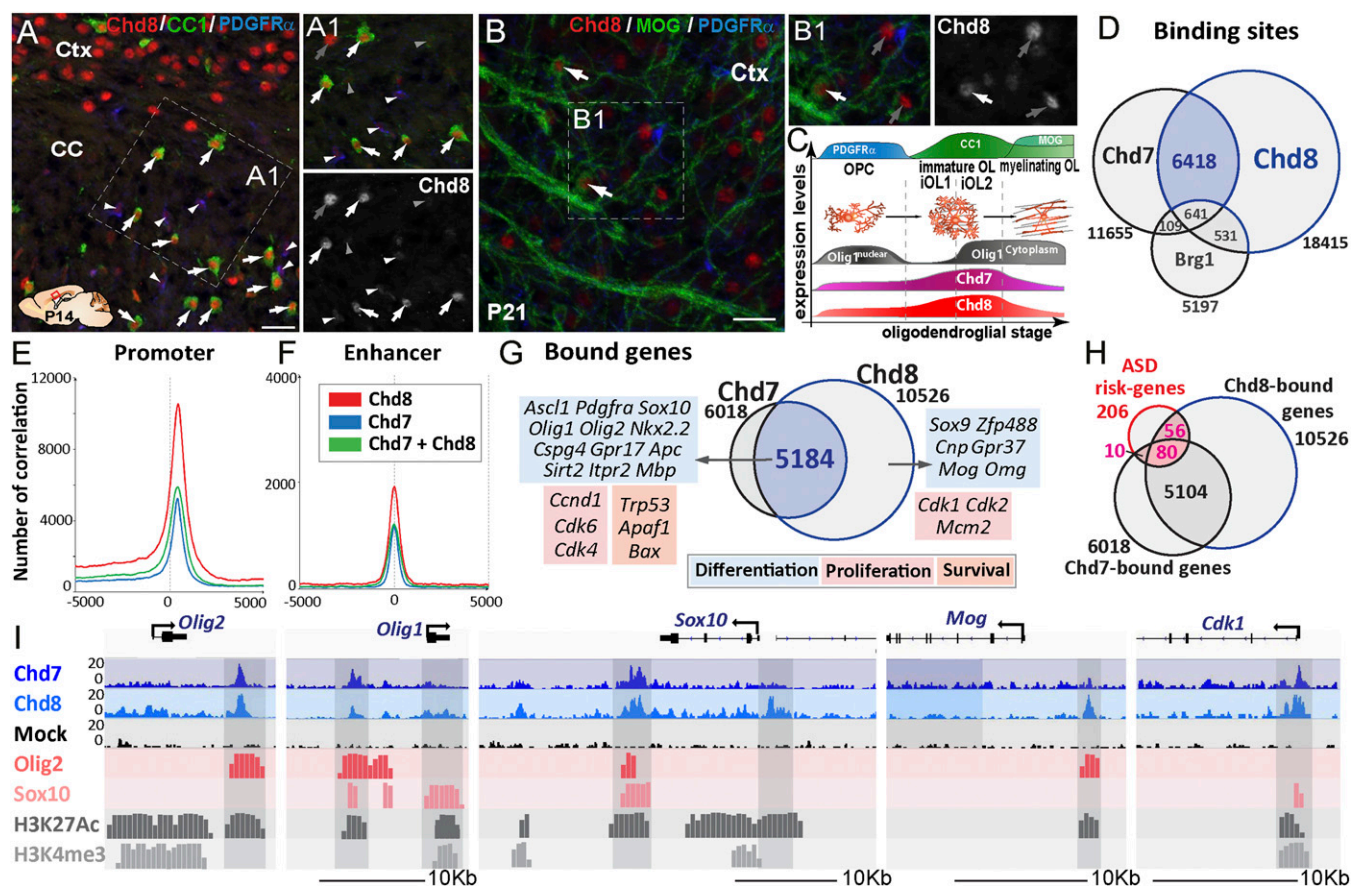 A
Chd8/CC1/PDGFRα
Ctx
CC
A1
P14
A1
Chd8
B
Chd8/MOG/PDGFRα
Ctx
B1
P21
B1
Chd8
C
PDGFRα
CC1
MOG
OPC
immature OL
iOL1 iOL2
myelinating OL
Olig1 nuclear
Olig1 Cytoplasm
Chd7
Chd8
expression levels
oligodendroglial stage
D
Binding sites
Chd7
6418
Chd8
641
109
531
11655
Brg1
18415
5197
E
Promoter
12000
8000
4000
0
Number of correlation
-5000 0 5000
F
Enhancer
4000
2000
0
Chd8
Chd7
Chd7 + Chd8
-5000 0 5000
G
Bound genes
Chd7
6018
Chd8
10526
5184
Ascl1 Pdgfra Sox10
Olig1 Olig2 Nkx2.2
Cspg4 Gpr17 Apc
Sirt2 Itpr2 Mbp
Ccnd1
Cdk6
Cdk4
Trp53
Apaf1
Bax
Sox9 Zfp488
Cnp Gpr37
Mog Omg
Cdk1 Cdk2
Mcm2
Differentiation Proliferation Survival
H
ASD
risk-genes
206
Chd8-bound
genes
10526
56
10
80
5104
6018
Chd7-bound genes
I
Olig2
Olig1
Sox10
Mog
Cdk1
Chd7
20
0
Chd8
20
0
Mock
20
0
Olig2
Sox10
H3K27Ac
H3K4me3
10Kb
10Kb
10Kb
10Kb